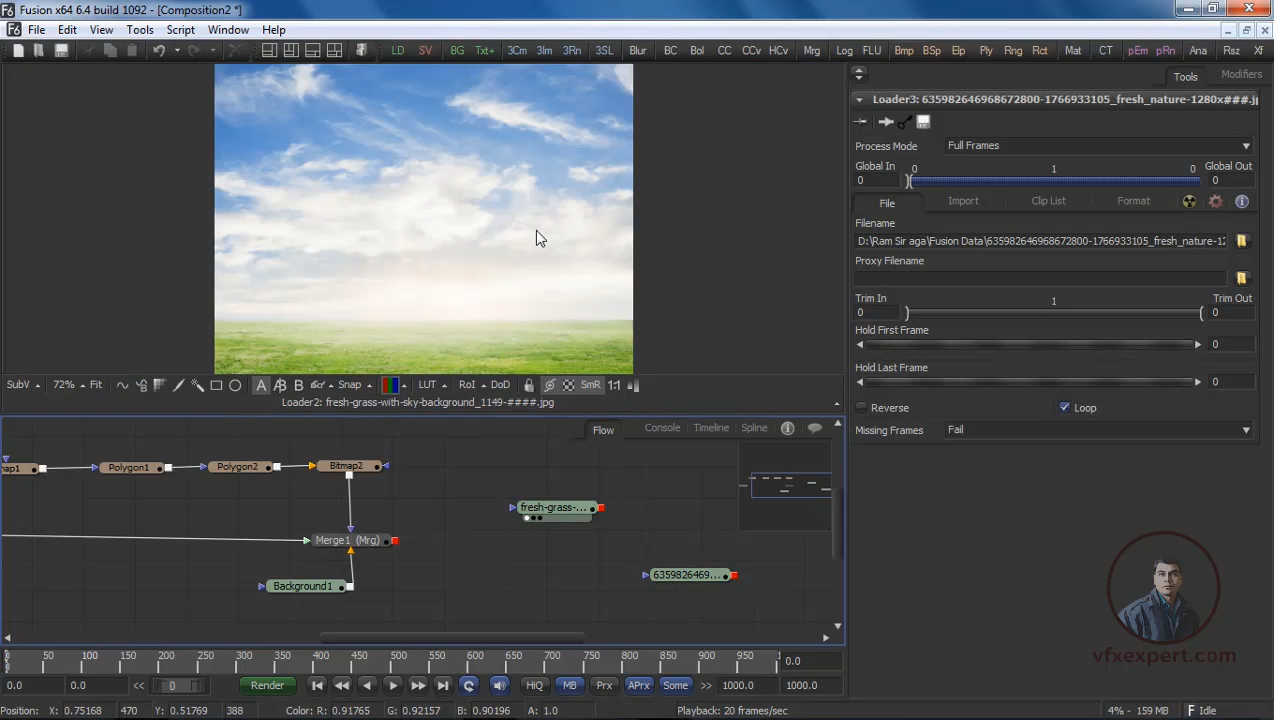 Fusion x64 6.4 build 1092 - [Composition2 *]
File Edit View Tools Script Window Help
LD SV BG Txt+ 3Cm 3Im 3Rn 3SL Blur BC Bol CC CCv HCv Mrg Log FLU Bmp BSp Elp Ply Rng Rct Mat CT pEm pRn Ana Rsz Xf
Tools Modifiers
Loader3: 635982646968672800-1766933105_fresh_nature-1280x###.jp
Process Mode Full Frames
Global In 0 1 0 Global Out
0 0
File Import Clip List Format
Filename
D:\Ram Sir aga\Fusion Data\635982646968672800-1766933105_fresh_nature-12
Proxy Filename
Trim In 1 Trim Out
0 0
Hold First Frame
0
Hold Last Frame
0
Reverse Loop
Missing Frames Fail
SubV 72% Fit A B Snap LUT RoI DoD SmR 1:1
Loader2: fresh-grass-with-sky-background_1149-####.jpg
Flow Console Timeline Spline
map1 Polygon1 Polygon2 Bitmap2
fresh-grass-...
Merge1 (Mrg)
6359826469...
Background1
vfxexpert.com
50 100 150 200 250 300 350 400 450 500 550 600 650 700 750 800 850 900 950 0.0
0.0 0.0 << 0 Render HiQ MB Prx APrx Some >> 1000.0 1000.0
Position: X: 0.75168 470 Y: 0.51769 388 Color: R: 0.91765 G: 0.92157 B: 0.90196 A: 1.0 Playback: 20 frames/sec 4% - 159 MB Idle